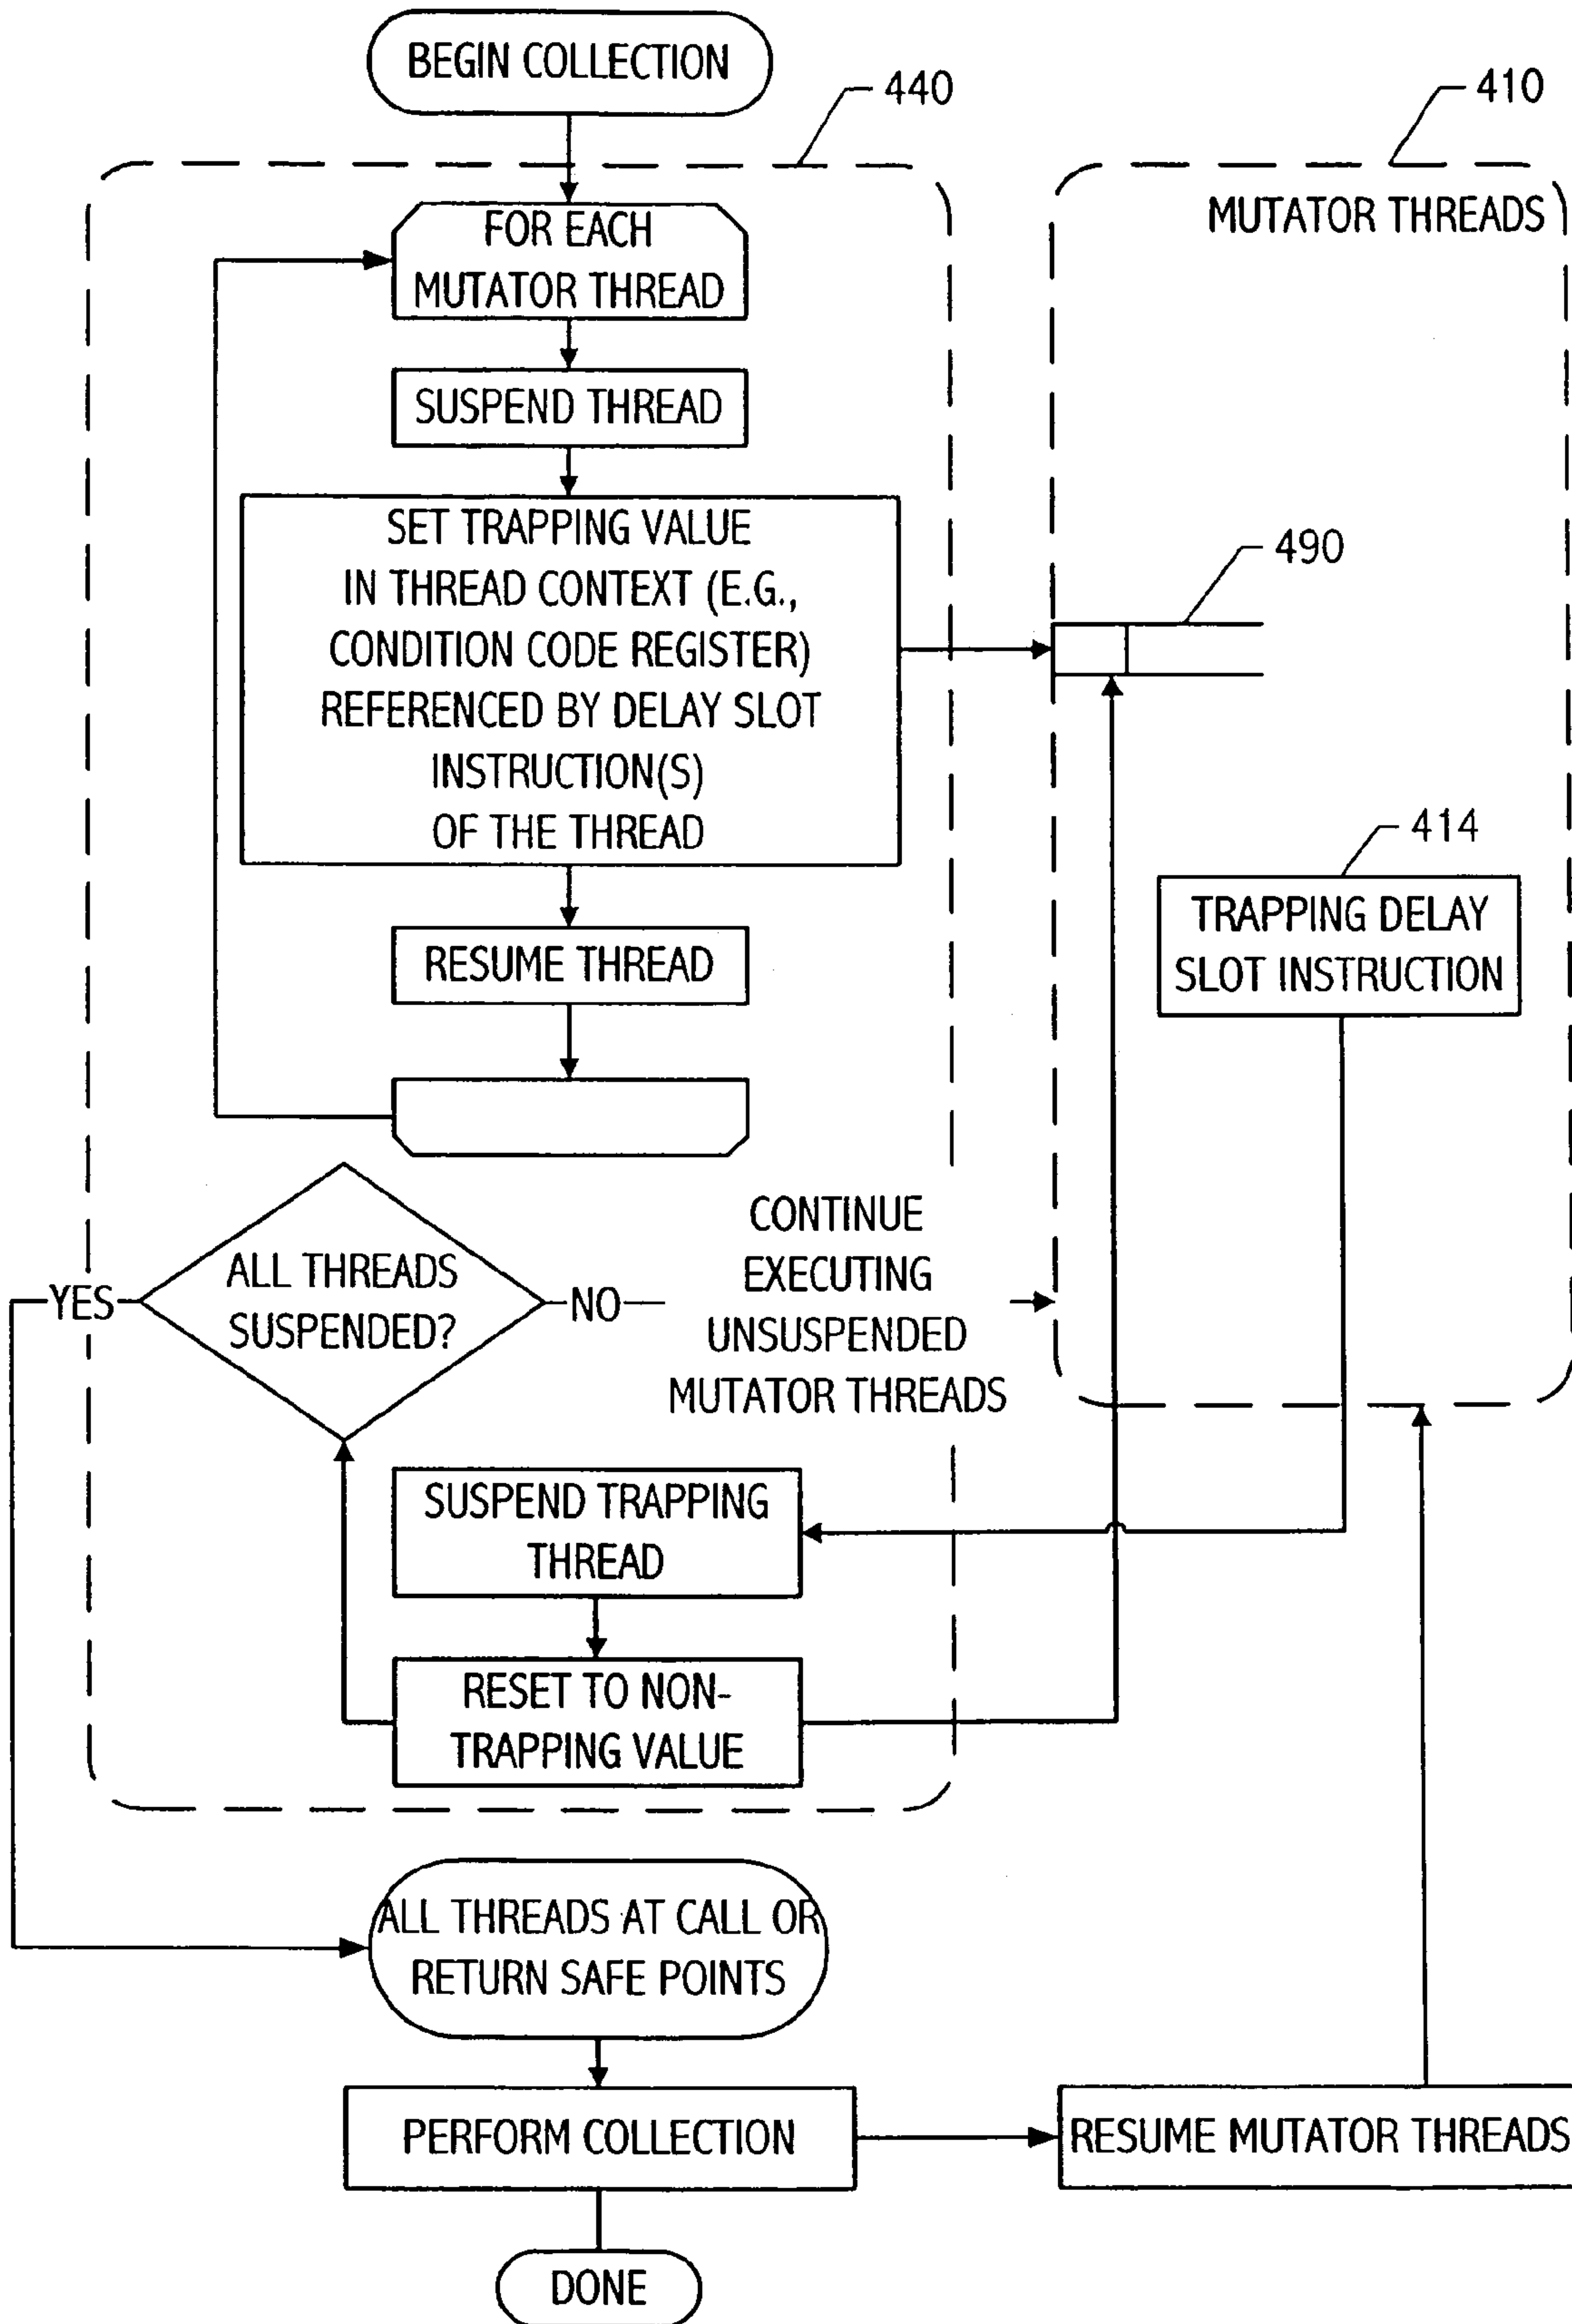 BEGIN COLLECTION
440
410
MUTATOR THREADS
FOR EACH
MUTATOR THREAD
SUSPEND THREAD
SET TRAPPING VALUE
IN THREAD CONTEXT (E.G.,
CONDITION CODE REGISTER)
REFERENCED BY DELAY SLOT
INSTRUCTION(S)
OF THE THREAD
490
414
TRAPPING DELAY
SLOT INSTRUCTION
RESUME THREAD
ALL THREADS
SUSPENDED?
YES
NO
CONTINUE
EXECUTING
UNSUSPENDED
MUTATOR THREADS
SUSPEND TRAPPING
THREAD
RESET TO NON-
TRAPPING VALUE
ALL THREADS AT CALL OR
RETURN SAFE POINTS
PERFORM COLLECTION
RESUME MUTATOR THREADS
DONE